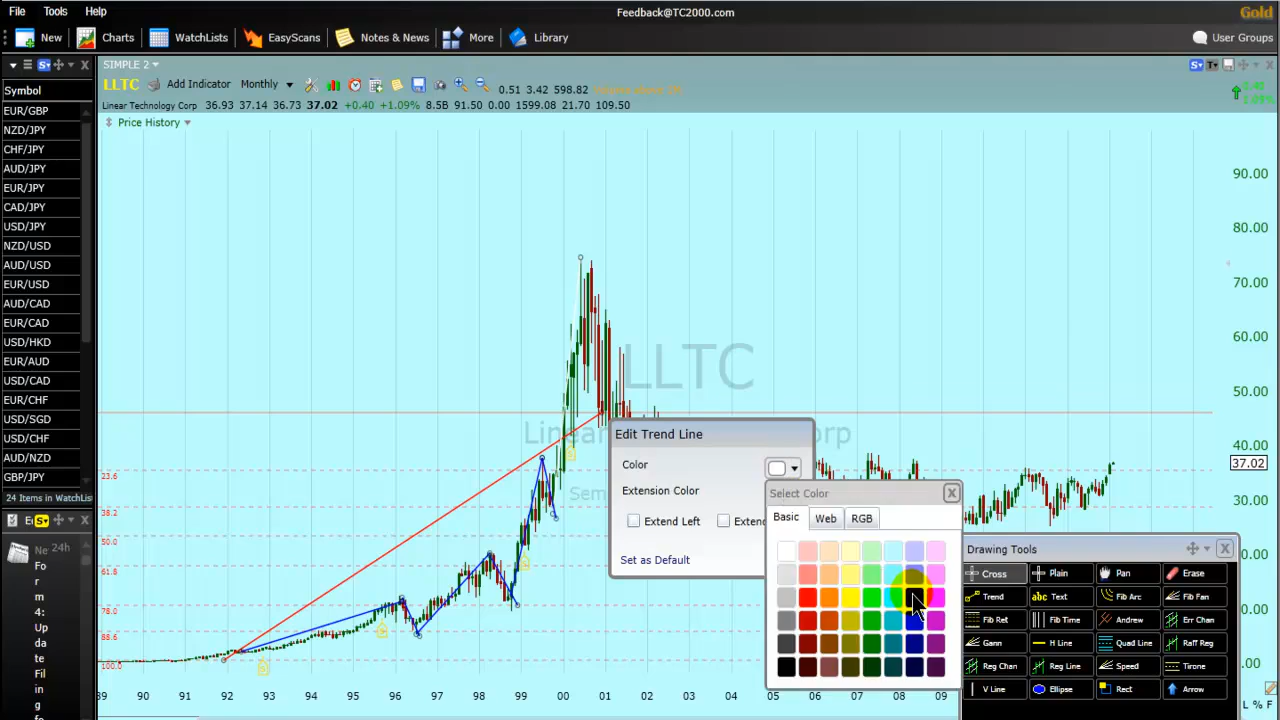 File Tools Help Feedback@TC2000.com Gold
New Charts WatchLists EasyScans Notes & News More Library User Groups
SIMPLE 2
LLTC Add Indicator Monthly 0.51 3.42 598.82
Linear Technology Corp 36.93 37.14 36.73 37.02 +0.40 +1.09% 8.5B 91.50 0.00 1599.08 21.70 109.50
Price History
Symbol
EUR/GBP
NZD/JPY
CHF/JPY
AUD/JPY
EUR/JPY
CAD/JPY
USD/JPY
NZD/USD
AUD/USD
EUR/USD
AUD/CAD
EUR/CAD
USD/HKD
EUR/AUD
USD/CAD
EUR/CHF
USD/SGD
USD/CHF
AUD/NZD
GBP/JPY
24 Items in WatchLis
Ne 24h
Fo
r
m
4:
Up
da
te
Fil
in
g
90.00
80.00
70.00
60.00
50.00
40.00
37.02
30.00
LLTC
23.6
38.2
50.0
61.8
100.0
89 90 91 92 93 94 95 96 97 98 99 00 01 02 03 04 05 06 07 08 09
Edit Trend Line
Color
Extension Color
Extend Left
Set as Default
Select Color
Basic Web RGB
Drawing Tools
Cross Plain Pan Erase
Trend Text Fib Arc Fib Fan
Fib Ret Fib Time Andrew Err Chan
Gann H Line Quad Line Raff Reg
Reg Chan Reg Line Speed Tirone
V Line Ellipse Rect Arrow
L % F